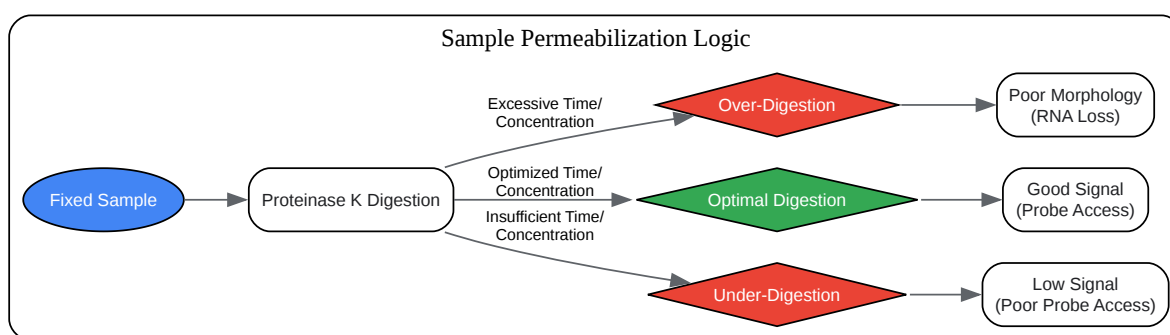 Sample Permeabilization Logic
Fixed Sample
Proteinase K Digestion
Excessive Time/
Concentration
Over-Digestion
Poor Morphology
(RNA Loss)
Optimized Time/
Concentration
Optimal Digestion
Good Signal
(Probe Access)
Insufficient Time/
Concentration
Under-Digestion
Low Signal
(Poor Probe Access)